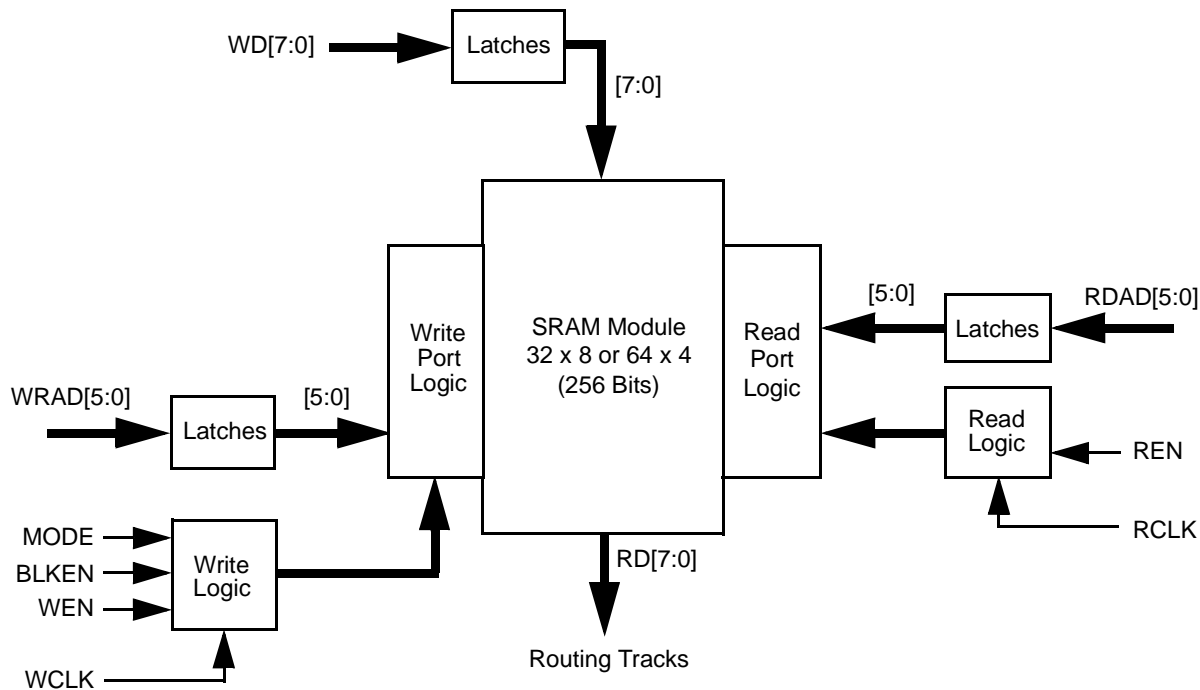 WD[7:0]
Latches
[7:0]
SRAM Module
32 x 8 or 64 x 4
(256 Bits)
Write
Port
Logic
Read
Port
Logic
[5:0]
RDAD[5:0]
Latches
WRAD[5:0]
[5:0]
Latches
Read
Logic
REN
RCLK
MODE
BLKEN
WEN
Write
Logic
WCLK
RD[7:0]
Routing Tracks